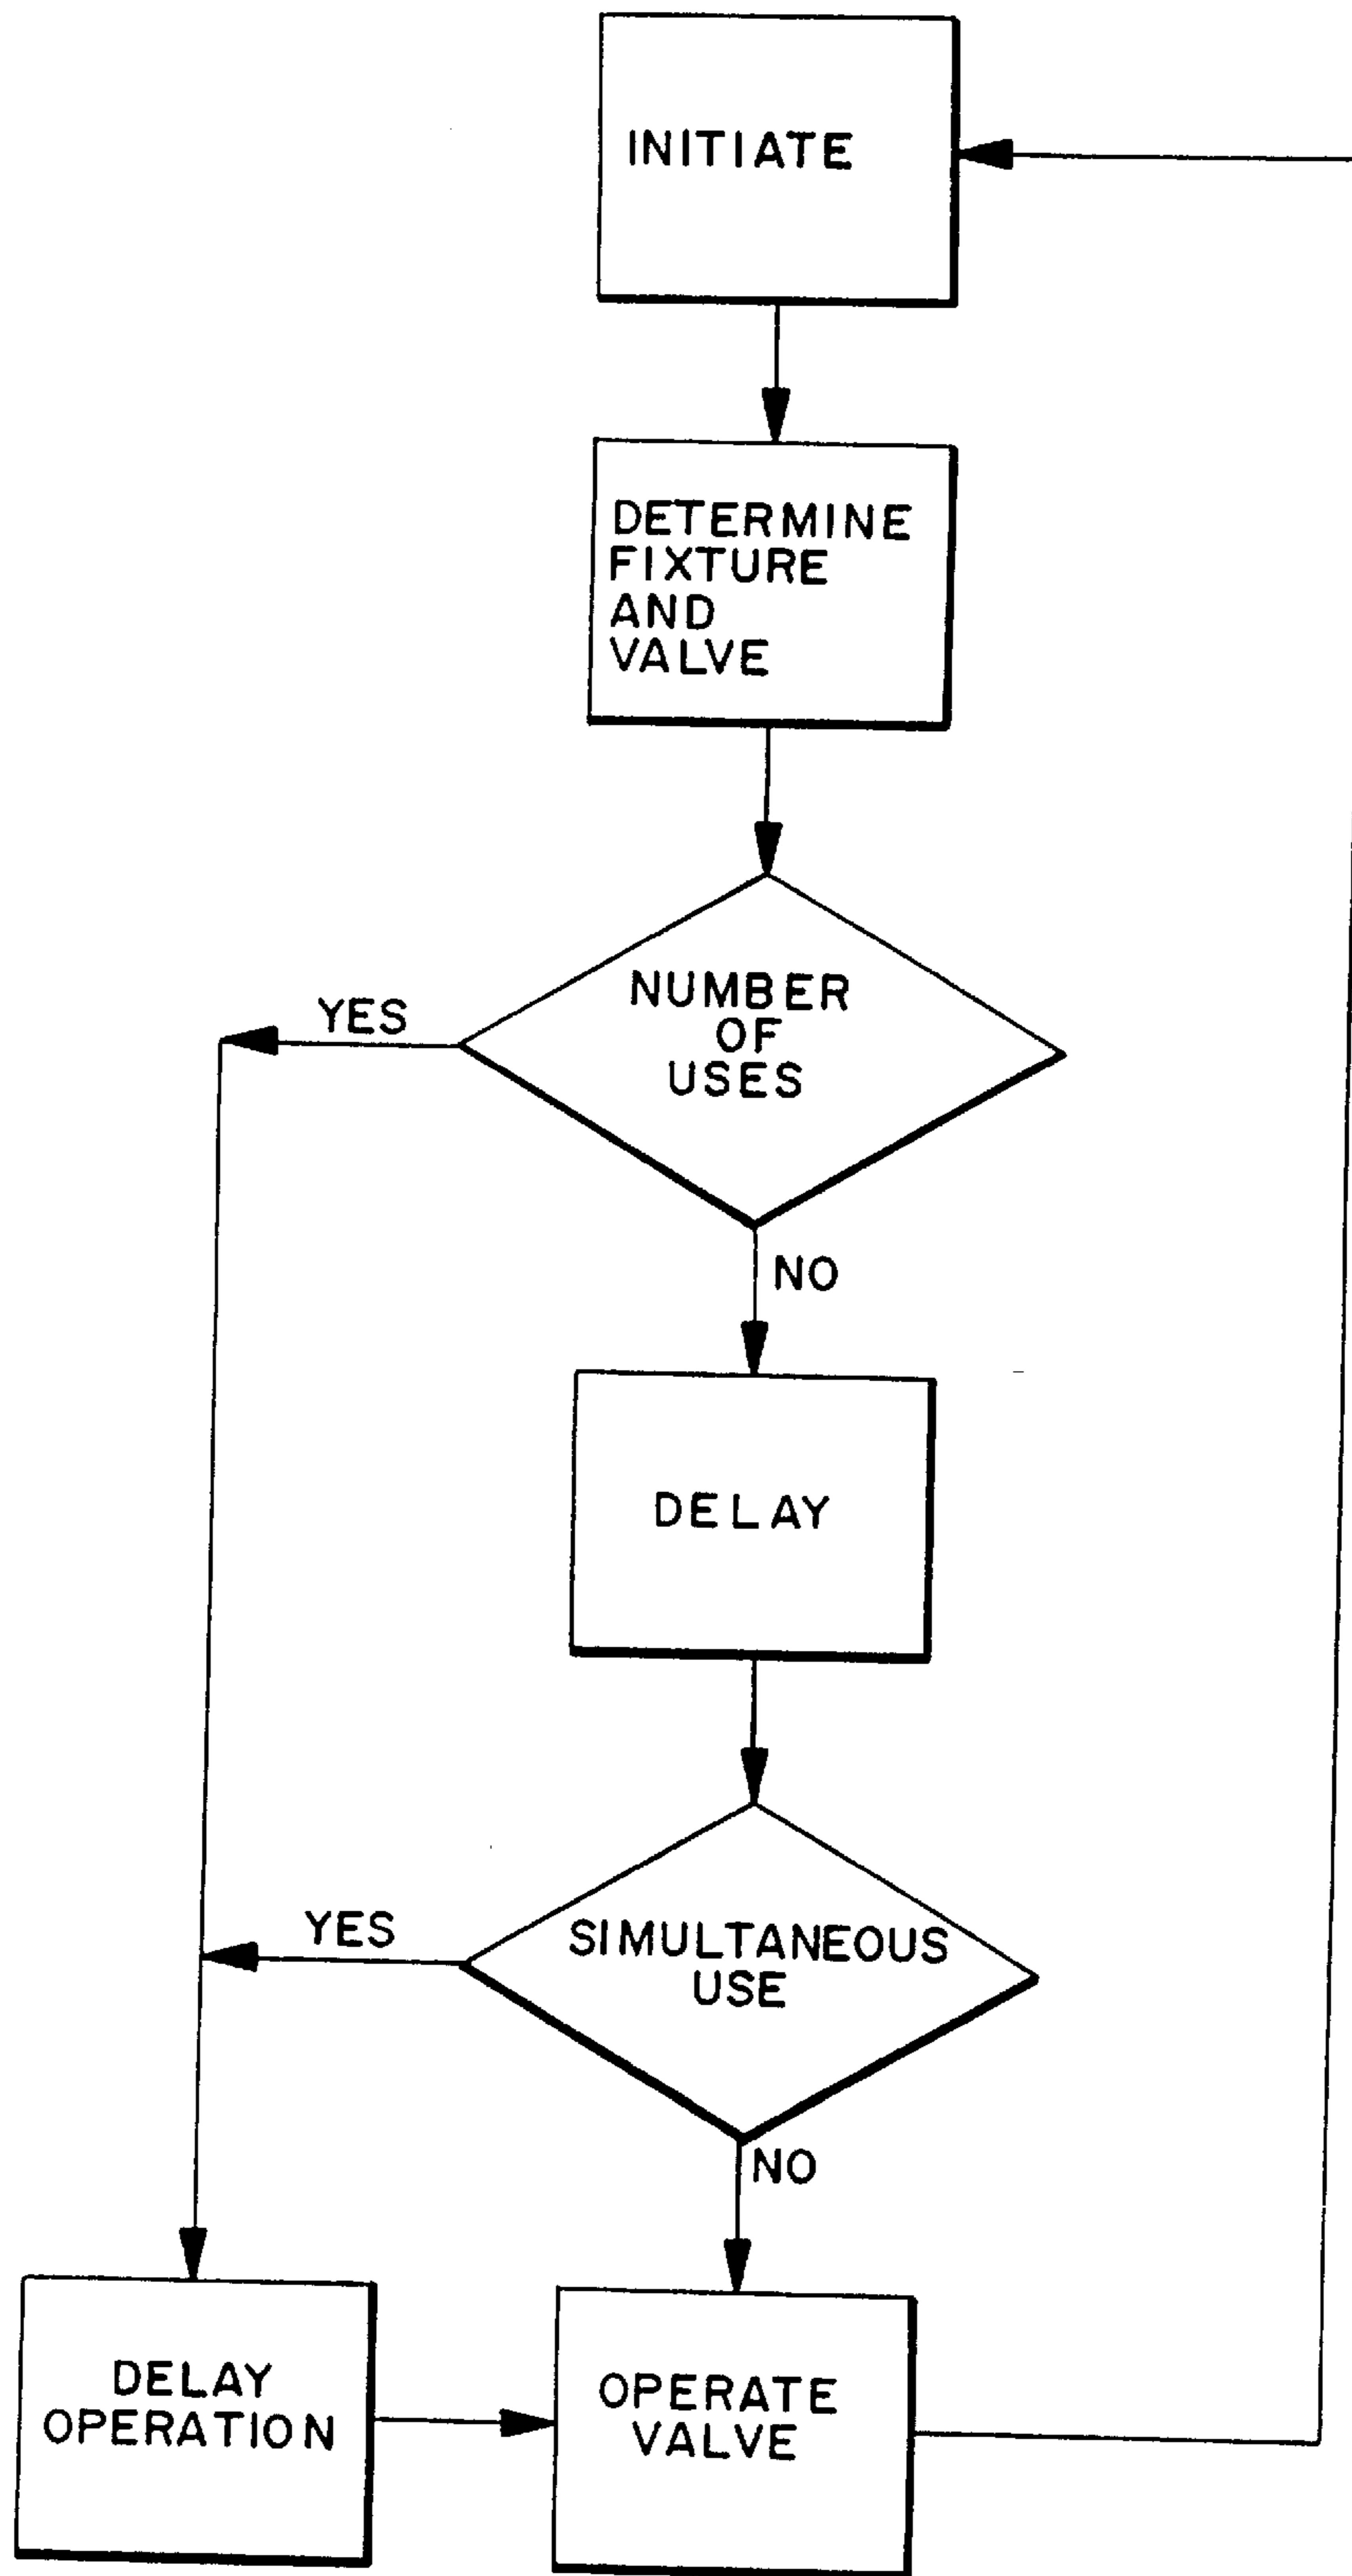 INITIATE
DETERMINE
FIXTURE
AND
VALVE
NUMBER
OF
USES
YES
NO
DELAY
SIMULTANEOUS
USE
YES
NO
DELAY
OPERATION
OPERATE
VALVE